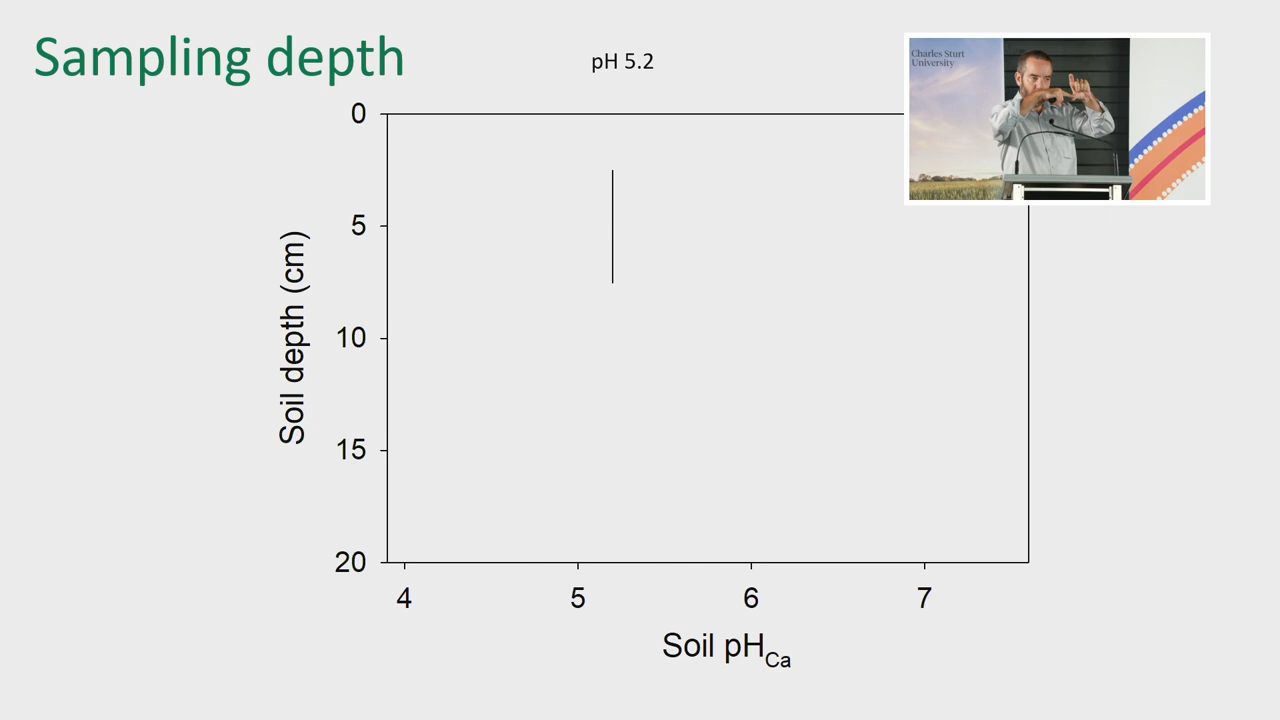 Sampling depth
pH 5.2
Charles Sturt
University
0
5
10
15
20
Soil depth (cm)
4 5 6 7
Soil pHCa